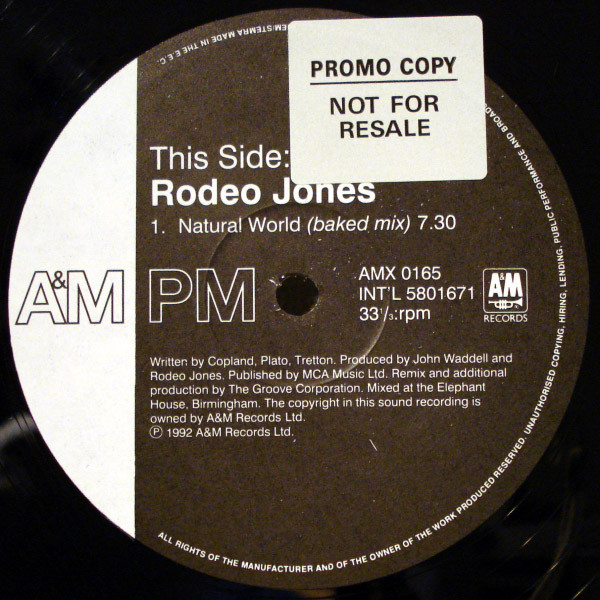 EM/STEMRA MADE IN THE E.E.C.
PROMO COPY
NOT FOR
RESALE
This Side:
Rodeo Jones
1. Natural World (baked mix) 7.30
A&M PM
AMX 0165
INT'L 5801671
33⅓ rpm
A&M
RECORDS
Written by Copland, Plato, Tretton. Produced by John Waddell and
Rodeo Jones. Published by MCA Music Ltd. Remix and additional
production by The Groove Corporation. Mixed at the Elephant
House, Birmingham. The copyright in this sound recording is
owned by A&M Records Ltd.
℗ 1992 A&M Records Ltd.
ALL RIGHTS OF THE MANUFACTURER AND OF THE OWNER OF THE WORK PRODUCED RESERVED. UNAUTHORISED COPYING, HIRING, LENDING, PUBLIC PERFORMANCE AND BROAD